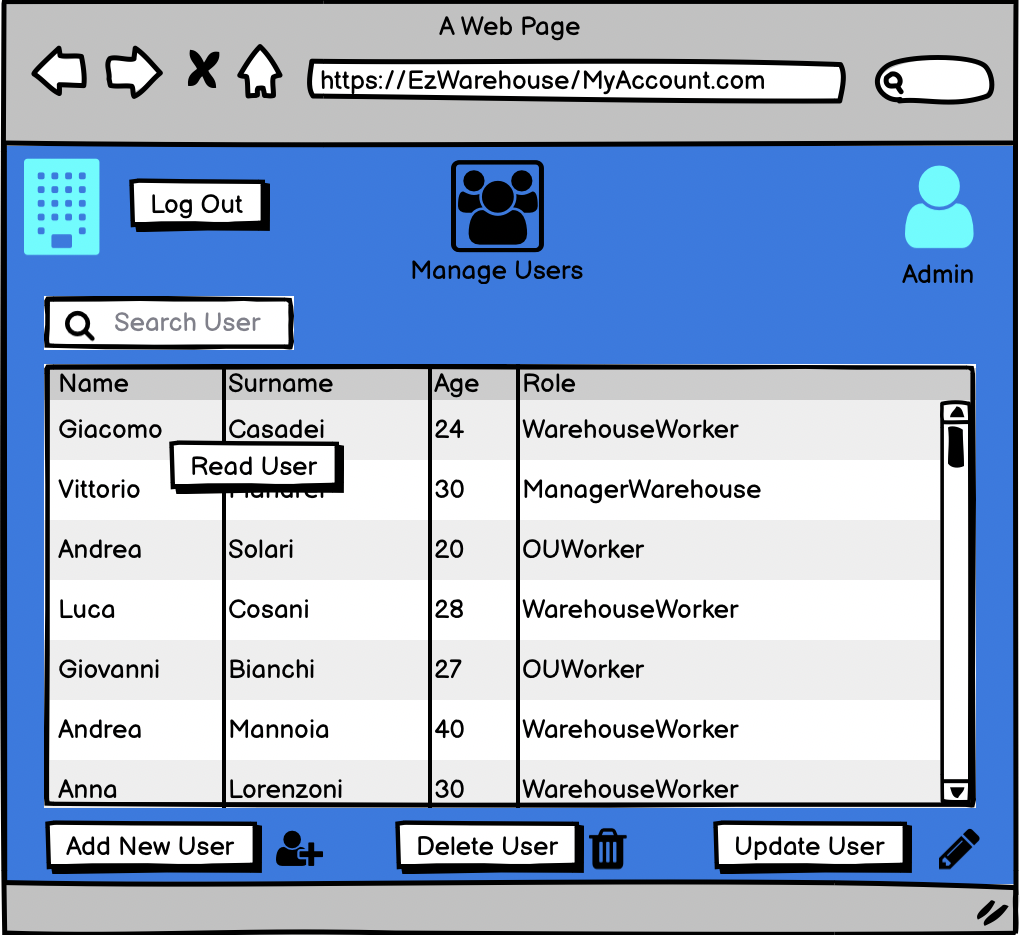 A Web Page
https://EzWarehouse/MyAccount.com
Log Out
Manage Users
Admin
Search User
Name Surname Age Role
Giacomo Casadei 24 WarehouseWorker
Read User
Vittorio 30 ManagerWarehouse
Andrea Solari 20 OUWorker
Luca Cosani 28 WarehouseWorker
Giovanni Bianchi 27 OUWorker
Andrea Mannoia 40 WarehouseWorker
Anna Lorenzoni 30 WarehouseWorker
Add New User Delete User Update User